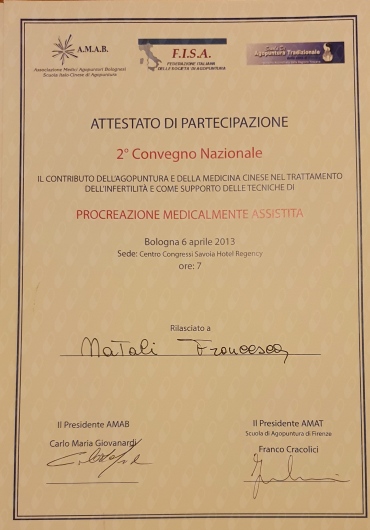 A.M.A.B.
Associazione Medici Agopuntori Bolognesi
Scuola Italo Cinese di Agopuntura
F.I.S.A.
FEDERAZIONE ITALIANA
DELLE SOCIETÀ DI AGOPUNTURA
Agopuntura Tradizionale
ATTESTATO DI PARTECIPAZIONE
2° Convegno Nazionale
IL CONTRIBUTO DELL'AGOPUNTURA E DELLA MEDICINA CINESE NEL TRATTAMENTO
DELL'INFERTILITÀ E COME SUPPORTO DELLE TECNICHE DI
PROCREAZIONE MEDICALMENTE ASSISTITA
Bologna 6 aprile 2013
Sede: Centro Congressi Savoia Hotel Regency
ore: 7
Rilasciato a
Natali Francesca
Il Presidente AMAB
Carlo Maria Giovanardi
Il Presidente AMAT
Scuola di Agopuntura di Firenze
Franco Cracolici